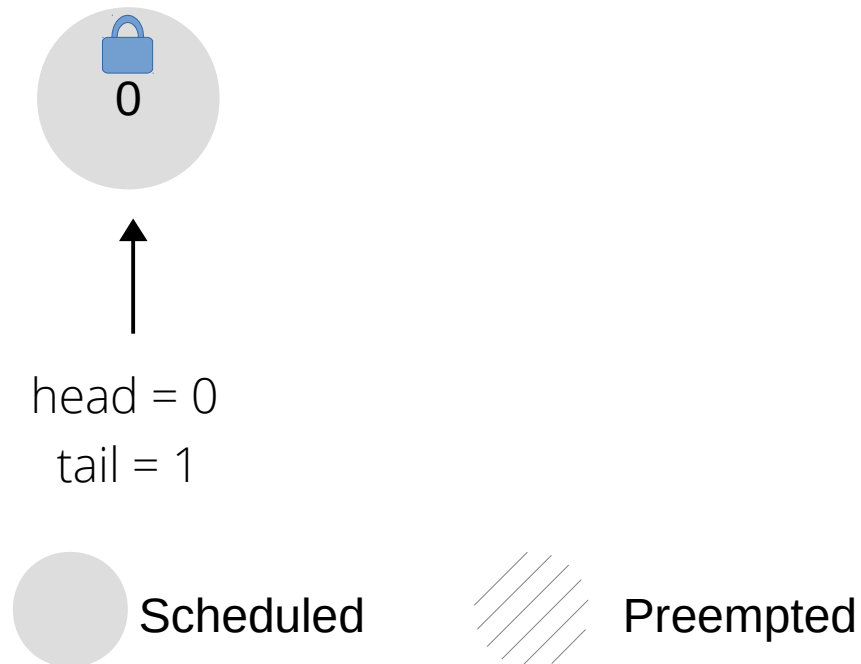 0
head = 0
tail = 1
Scheduled
Preempted